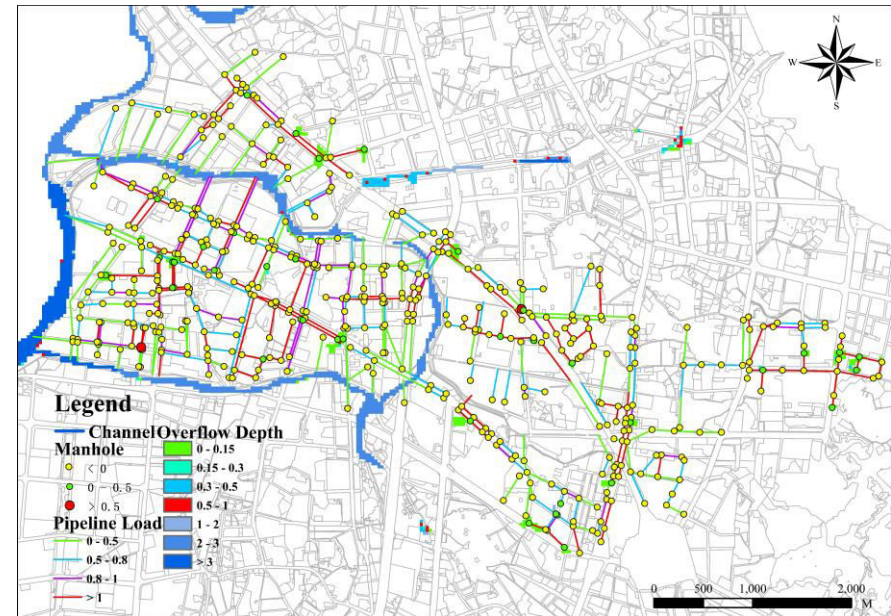 N
W E
S
Legend
Channel
Manhole
< 0
0 - 0.5
> 0.5
Pipeline Load
0 - 0.5
0.5 - 0.8
0.8 - 1
> 1
Overflow Depth
0 - 0.15
0.15 - 0.3
0.3 - 0.5
0.5 - 1
1 - 2
2 - 3
> 3
0 500 1,000 2,000
M